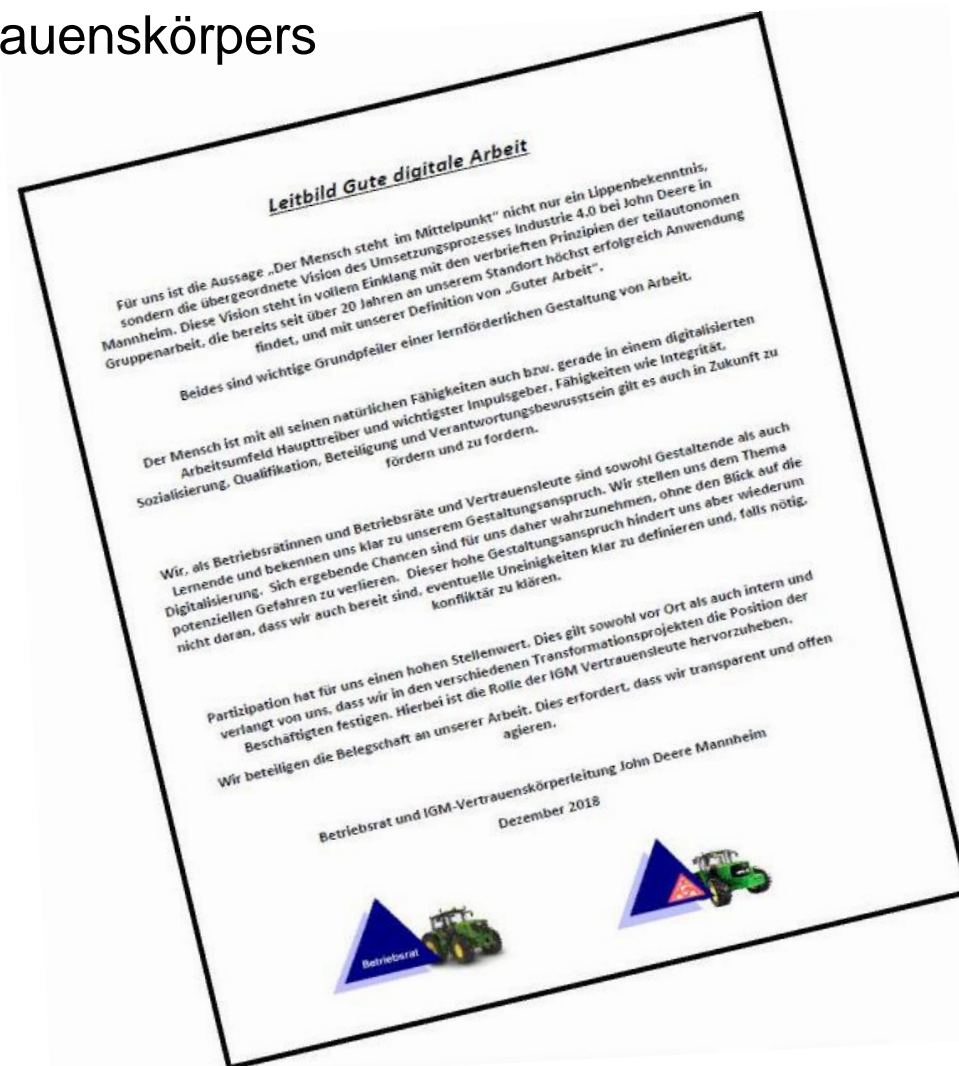 auenskörpers
Leitbild Gute digitale Arbeit
Für uns ist die Aussage „Der Mensch steht im Mittelpunkt“ nicht nur ein Lippenbekenntnis,
sondern die übergeordnete Vision des Umsetzungsprozesses Industrie 4.0 bei John Deere in
Mannheim. Diese Vision steht in vollem Einklang mit den verbrieften Prinzipien der teilautonomen
Gruppenarbeit, die bereits seit über 20 Jahren an unserem Standort höchst erfolgreich Anwendung
findet, und mit unserer Definition von „Guter Arbeit“.
Beides sind wichtige Grundpfeiler einer lernförderlichen Gestaltung von Arbeit.
Der Mensch ist mit all seinen natürlichen Fähigkeiten auch bzw. gerade in einem digitalisierten
Arbeitsumfeld Haupttreiber und wichtigster Impulsgeber. Fähigkeiten wie Integrität,
Sozialisierung, Qualifikation, Beteiligung und Verantwortungsbewusstsein gilt es auch in Zukunft zu
fördern und zu fordern.
Wir, als Betriebsrätinnen und Betriebsräte und Vertrauensleute sind sowohl Gestaltende als auch
Lernende und bekennen uns klar zu unserem Gestaltungsanspruch. Wir stellen uns dem Thema
Digitalisierung. Sich ergebende Chancen sind für uns daher wahrzunehmen, ohne den Blick auf die
potenziellen Gefahren zu verlieren. Dieser hohe Gestaltungsanspruch hindert uns aber wiederum
nicht daran, dass wir auch bereit sind, eventuelle Uneinigkeiten klar zu definieren und, falls nötig,
konfliktär zu klären.
Partizipation hat für uns einen hohen Stellenwert. Dies gilt sowohl vor Ort als auch intern und
verlangt von uns, dass wir in den verschiedenen Transformationsprojekten die Position der
Beschäftigten festigen. Hierbei ist die Rolle der IGM Vertrauensleute hervorzuheben.
Wir beteiligen die Belegschaft an unserer Arbeit. Dies erfordert, dass wir transparent und offen
agieren.
Betriebsrat und IGM-Vertrauenskörperleitung John Deere Mannheim
Dezember 2018
Betriebsrat